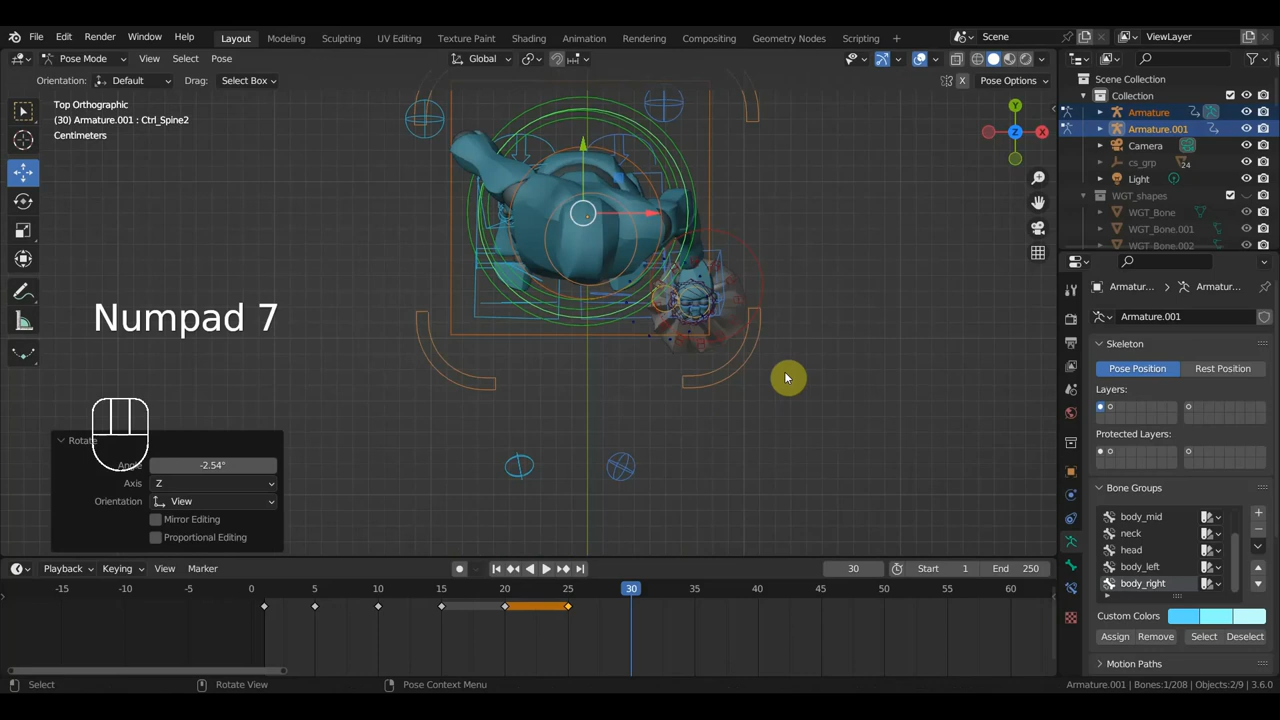 File Edit Render Window Help Layout Modeling Sculpting UV Editing Texture Paint Shading Animation Rendering Compositing Geometry Nodes Scripting + Scene ViewLayer
Pose Mode View Select Pose Global Pose Options
Orientation: Default Drag: Select Box X
Top Orthographic
(30) Armature.001 : Ctrl_Spine2
Centimeters
Y
Z
X
Scene Collection
Collection
Armature
Armature.001
Camera
cs_grp 24
Light
WGT_shapes
WGT_Bone
WGT_Bone.001
WGT_Bone.002
Numpad 7
Rotate
Angle -2.54°
Axis Z
Orientation View
Mirror Editing
Proportional Editing
Armatur... Armatur...
Armature.001
Skeleton
Pose Position Rest Position
Layers:
Protected Layers:
Bone Groups
body_mid
neck
head
body_left
body_right
Custom Colors
Assign Remove Select Deselect
Motion Paths
Playback Keying View Marker 30 Start 1 End 250
-15 -10 -5 0 5 10 15 20 25 30 35 40 45 50 55 60
Select Rotate View Pose Context Menu Armature.001 | Bones:1/208 | Objects:2/9 | 3.6.0